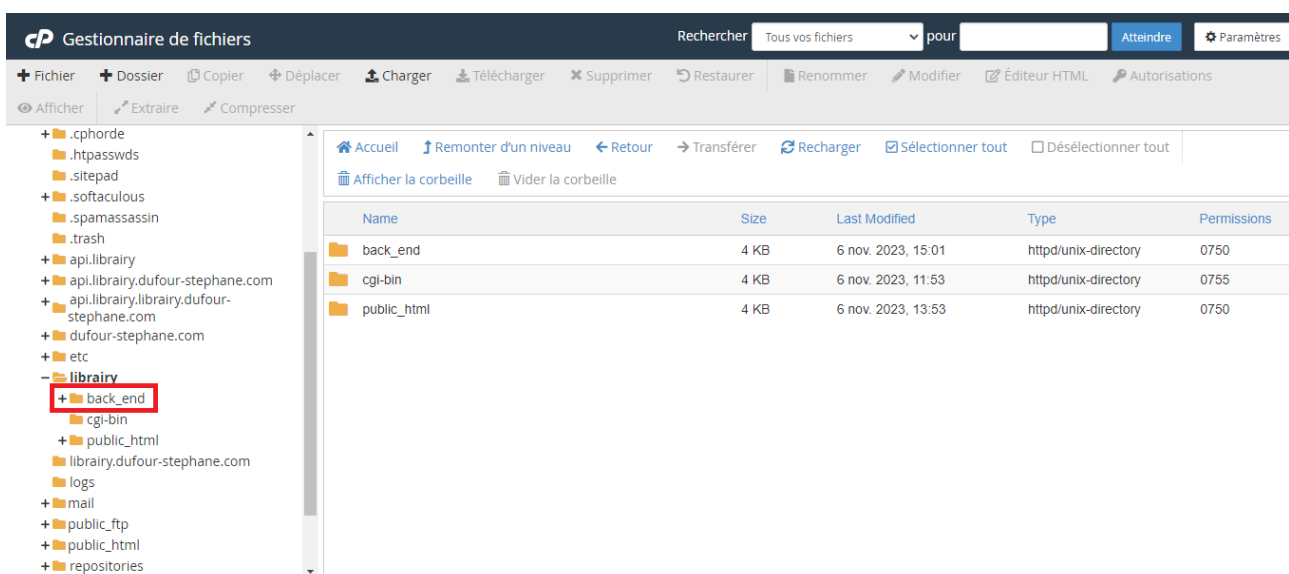 cP Gestionnaire de fichiers Rechercher Tous vos fichiers pour Atteindre Paramètres
Fichier Dossier Copier Déplacer Charger Télécharger Supprimer Restaurer Renommer Modifier Éditeur HTML Autorisations
Afficher Extraire Compresser
.cphorde
.htpasswds
.sitepad
.softaculous
.spamassassin
.trash
api.librairy
api.librairy.dufour-stephane.com
api.librairy.librairy.dufour-
stephane.com
dufour-stephane.com
etc
librairy
back_end
cgi-bin
public_html
librairy.dufour-stephane.com
logs
mail
public_ftp
public_html
repositories
Accueil Remonter d'un niveau Retour Transférer Recharger Sélectionner tout Désélectionner tout
Afficher la corbeille Vider la corbeille
Name Size Last Modified Type Permissions
back_end 4 KB 6 nov. 2023, 15:01 httpd/unix-directory 0750
cgi-bin 4 KB 6 nov. 2023, 11:53 httpd/unix-directory 0755
public_html 4 KB 6 nov. 2023, 13:53 httpd/unix-directory 0750